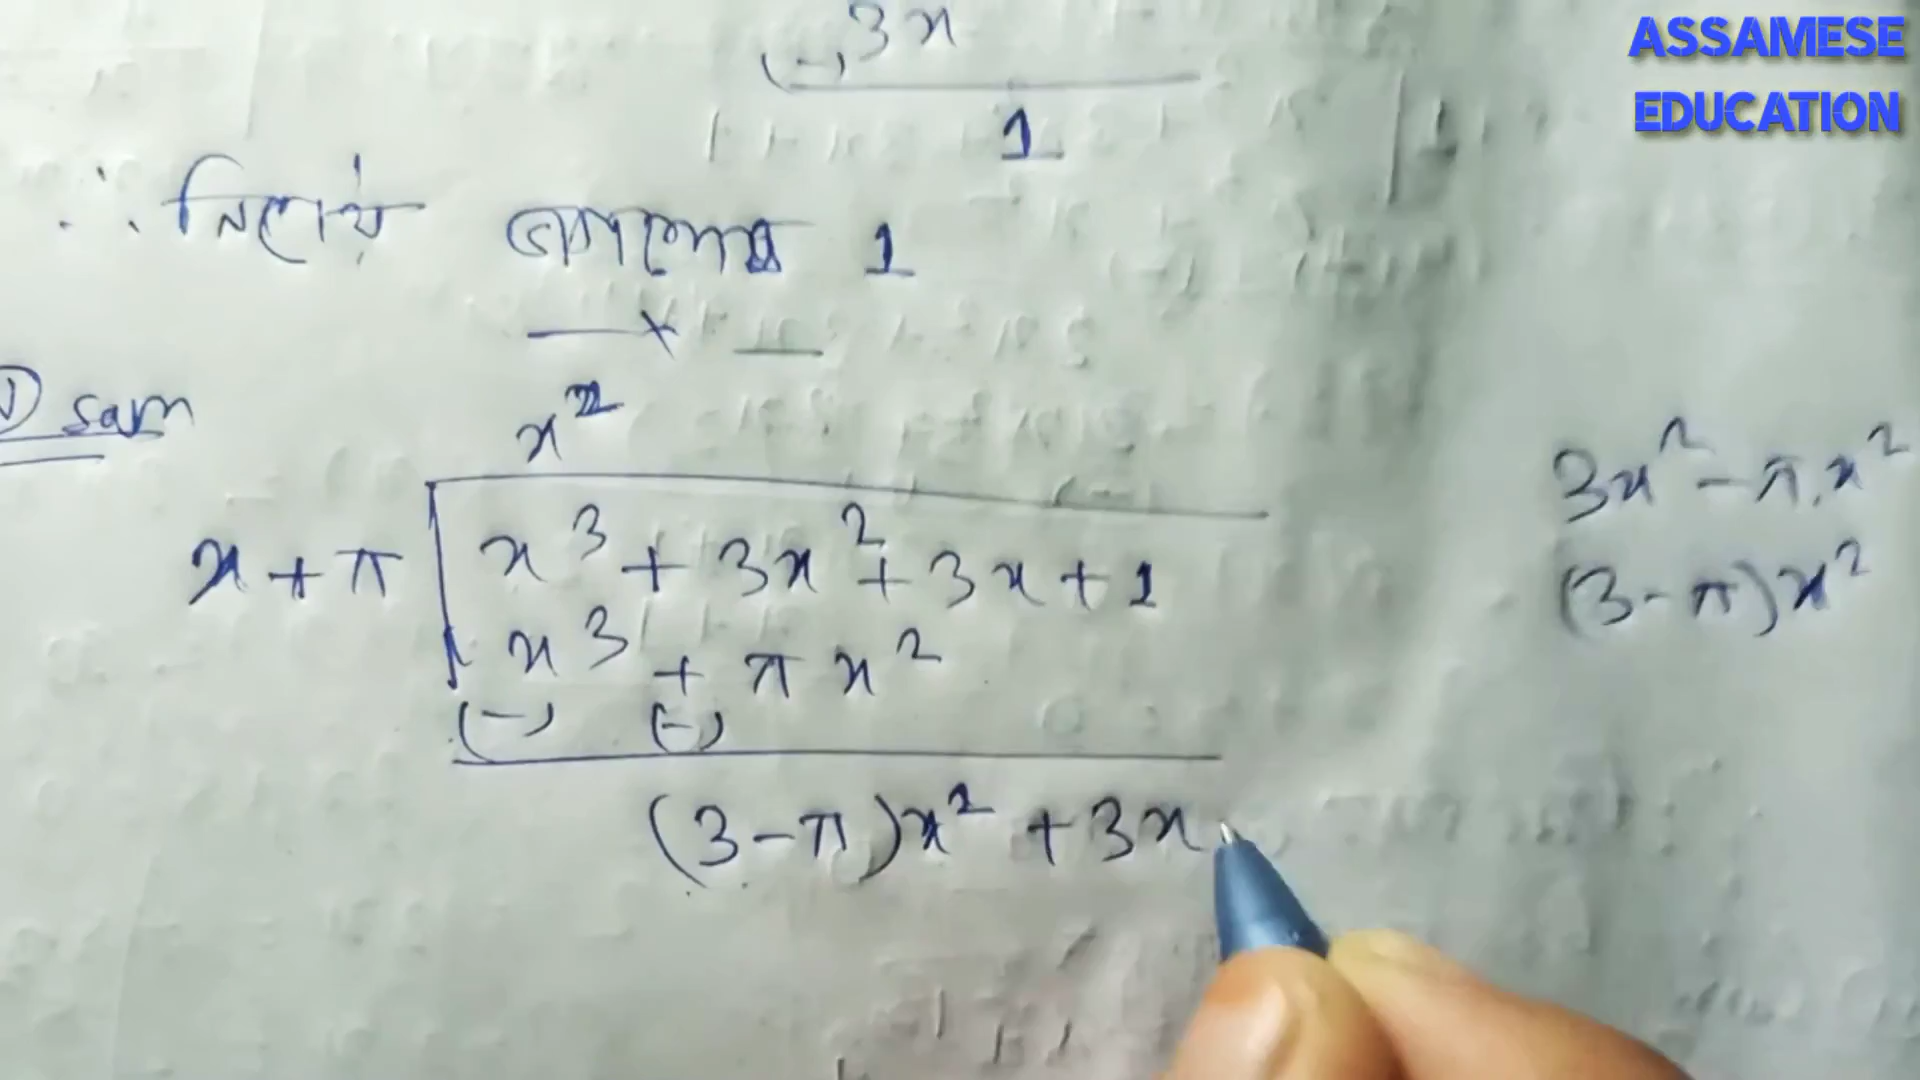 (-) 3x
1
∴ নিৰ্ণেয় ভাগশেষ 1
x²
x + π
x³ + 3x² + 3x + 1
x³ + πx²
(-) (-)
(3-π)x² + 3x
3x² - π.x²
(3-π)x²
ASSAMESE
EDUCATION